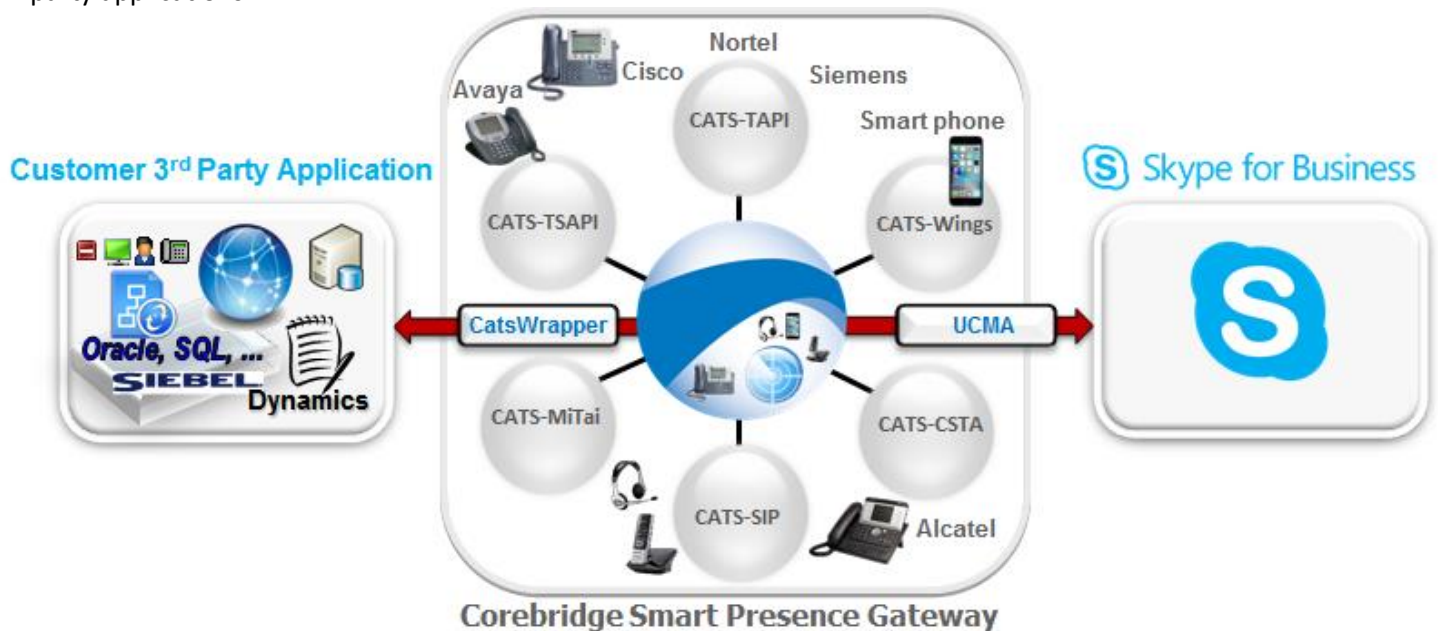 Nortel
Cisco
Siemens
Avaya
CATS-TAPI
Smart phone
Customer 3rd Party Application
S Skype for Business
CATS-TSAPI
CATS-Wings
CatsWrapper
UCMA
Oracle, SQL, ...
SIEBEL
Dynamics
CATS-MiTai
CATS-CSTA
CATS-SIP
Alcatel
S
Corebridge Smart Presence Gateway